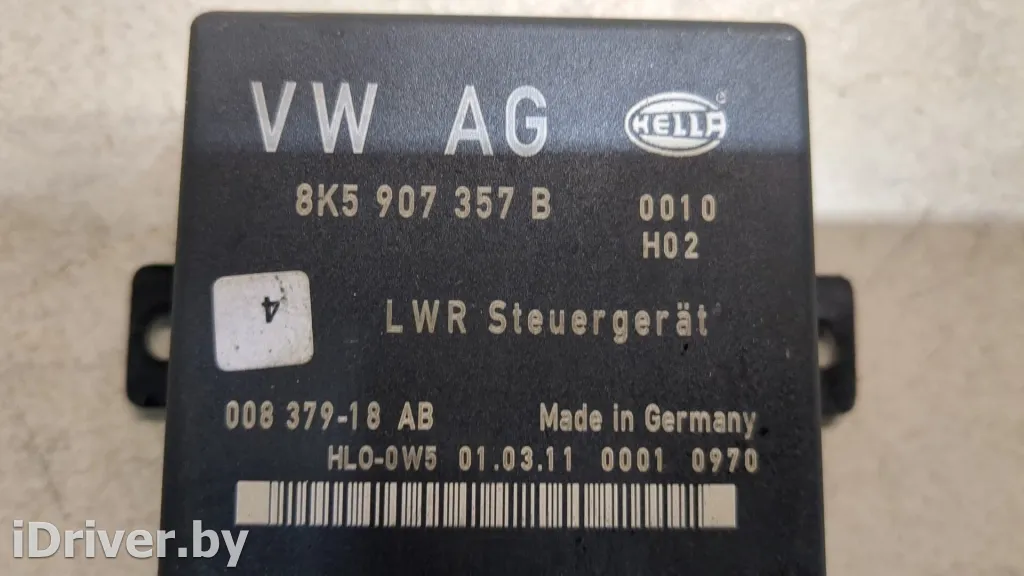 VW AG HELLA ®
8K5 907 357 B 0010
H02
4
LWR Steuergerät
008 379-18 AB Made in Germany
HLO-0W5 01.03.11 0001 0970
iDriver.by